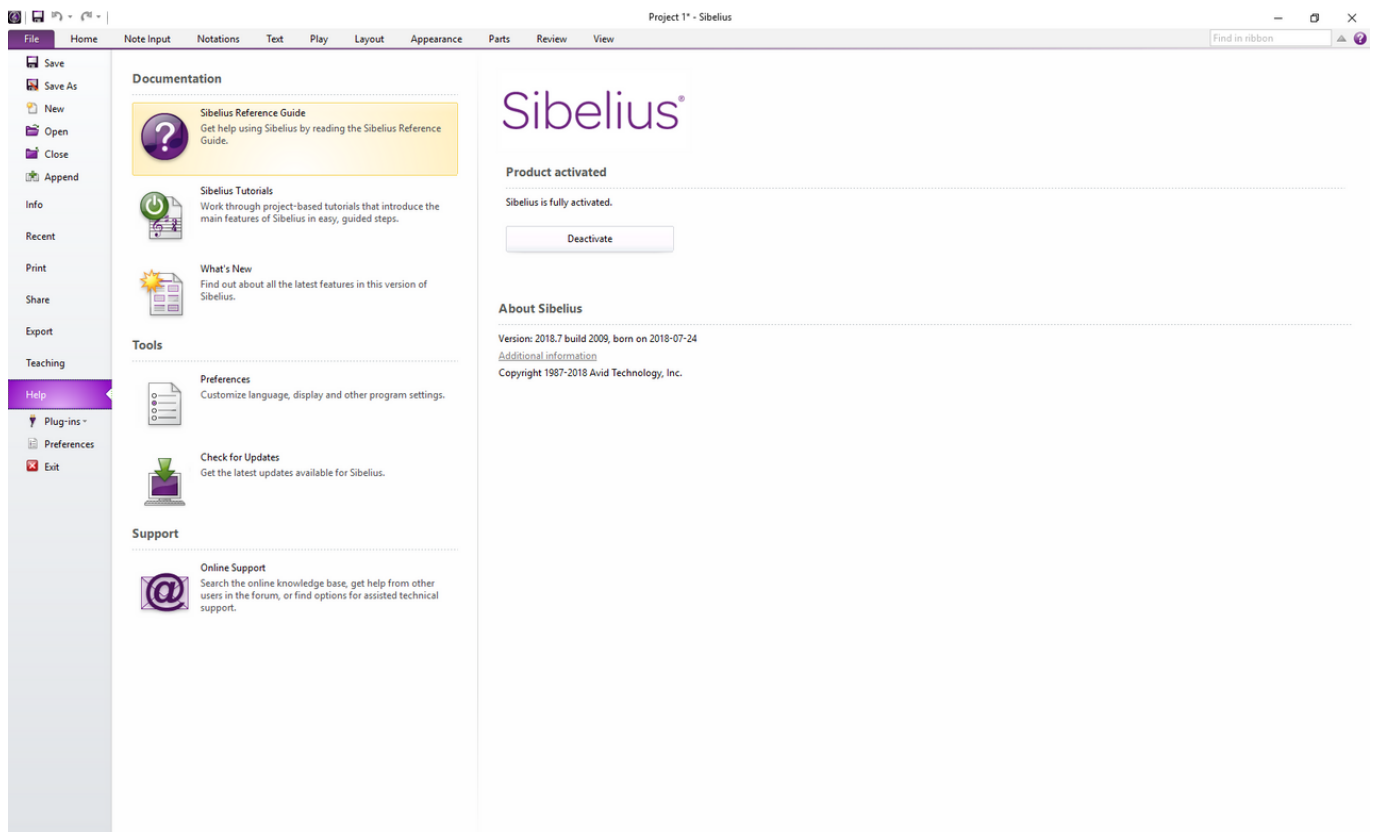 Project 1* - Sibelius
File Home Note Input Notations Text Play Layout Appearance Parts Review View Find in ribbon
Save
Save As
New
Open
Close
Append
Info
Recent
Print
Share
Export
Teaching
Help
Plug-ins
Preferences
Exit
Documentation
Sibelius Reference Guide
Get help using Sibelius by reading the Sibelius Reference
Guide.
Sibelius Tutorials
Work through project-based tutorials that introduce the
main features of Sibelius in easy, guided steps.
What's New
Find out about all the latest features in this version of
Sibelius.
Tools
Preferences
Customize language, display and other program settings.
Check for Updates
Get the latest updates available for Sibelius.
Support
Online Support
Search the online knowledge base, get help from other
users in the forum, or find options for assisted technical
support.
Sibelius®
Product activated
Sibelius is fully activated.
Deactivate
About Sibelius
Version: 2018.7 build 2009, born on 2018-07-24
Additional information
Copyright 1987-2018 Avid Technology, Inc.